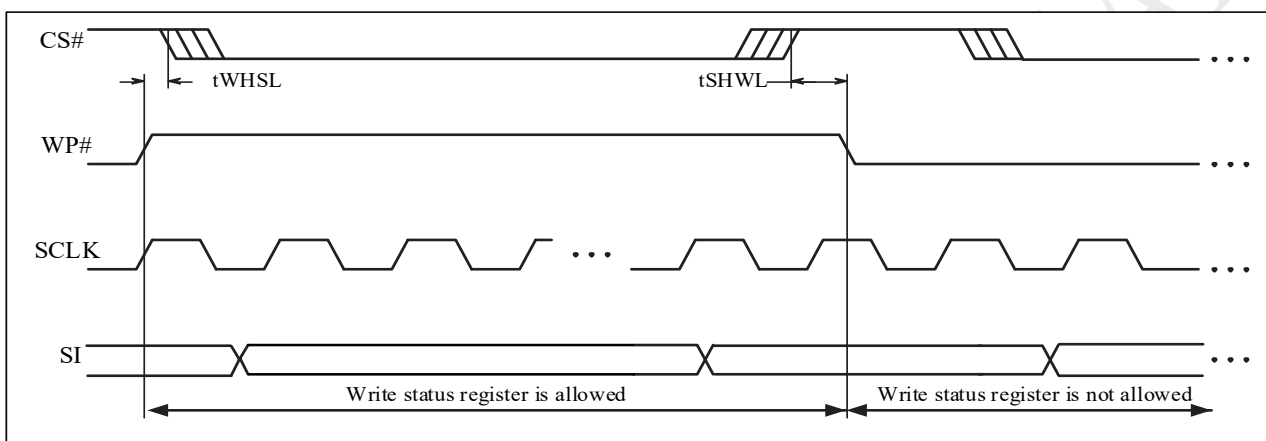 CS#
tWHSL
tSHWL
WP#
SCLK
SI
Write status register is allowed
Write status register is not allowed